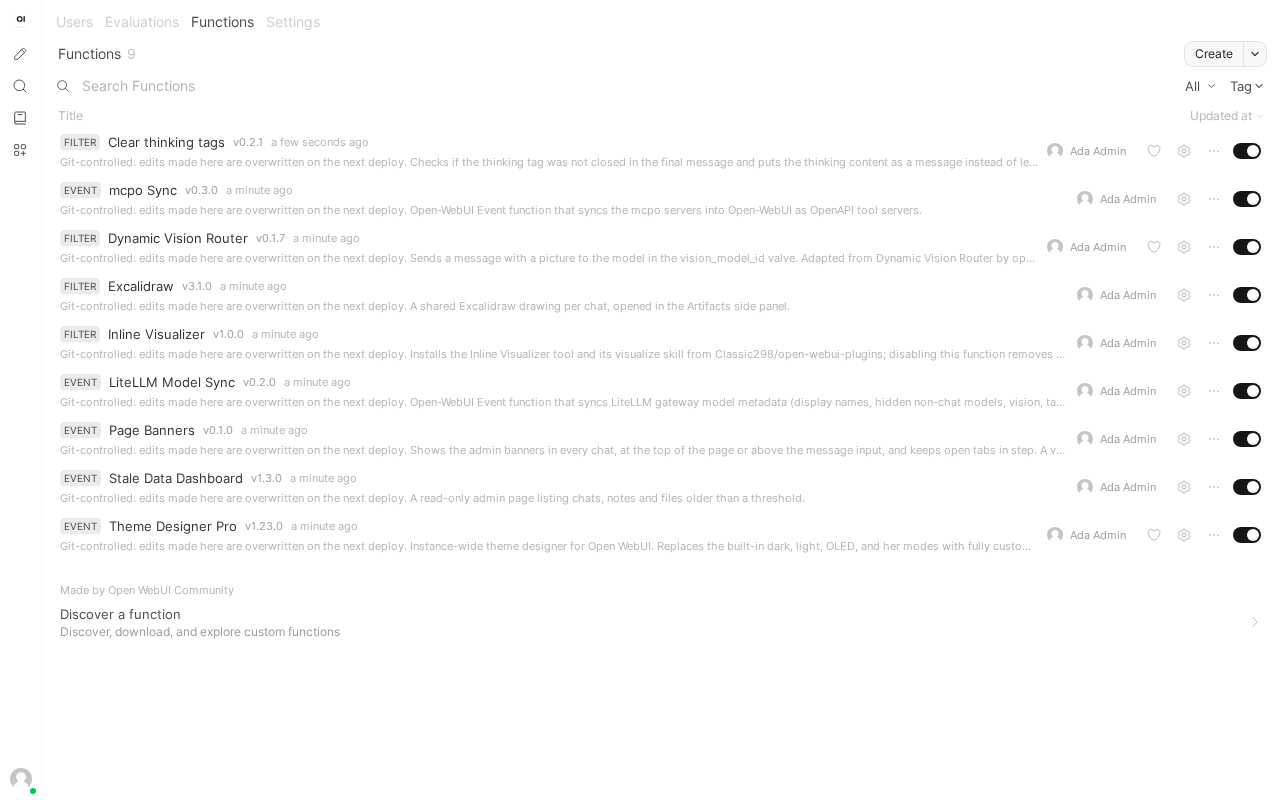 OI
Users Evaluations Functions Settings
Functions 9
Create
Search Functions
All Tag
Title
Updated at
FILTER Clear thinking tags v0.2.1 a few seconds ago
Git-controlled: edits made here are overwritten on the next deploy. Checks if the thinking tag was not closed in the final message and puts the thinking content as a message instead of le...
Ada Admin
EVENT mcpo Sync v0.3.0 a minute ago
Git-controlled: edits made here are overwritten on the next deploy. Open-WebUI Event function that syncs the mcpo servers into Open-WebUI as OpenAPI tool servers.
Ada Admin
FILTER Dynamic Vision Router v0.1.7 a minute ago
Git-controlled: edits made here are overwritten on the next deploy. Sends a message with a picture to the model in the vision_model_id valve. Adapted from Dynamic Vision Router by op...
Ada Admin
FILTER Excalidraw v3.1.0 a minute ago
Git-controlled: edits made here are overwritten on the next deploy. A shared Excalidraw drawing per chat, opened in the Artifacts side panel.
Ada Admin
FILTER Inline Visualizer v1.0.0 a minute ago
Git-controlled: edits made here are overwritten on the next deploy. Installs the Inline Visualizer tool and its visualize skill from Classic298/open-webui-plugins; disabling this function removes ...
Ada Admin
EVENT LiteLLM Model Sync v0.2.0 a minute ago
Git-controlled: edits made here are overwritten on the next deploy. Open-WebUI Event function that syncs LiteLLM gateway model metadata (display names, hidden non-chat models, vision, ta...
Ada Admin
EVENT Page Banners v0.1.0 a minute ago
Git-controlled: edits made here are overwritten on the next deploy. Shows the admin banners in every chat, at the top of the page or above the message input, and keeps open tabs in step. A v...
Ada Admin
EVENT Stale Data Dashboard v1.3.0 a minute ago
Git-controlled: edits made here are overwritten on the next deploy. A read-only admin page listing chats, notes and files older than a threshold.
Ada Admin
EVENT Theme Designer Pro v1.23.0 a minute ago
Git-controlled: edits made here are overwritten on the next deploy. Instance-wide theme designer for Open WebUI. Replaces the built-in dark, light, OLED, and her modes with fully custo...
Ada Admin
Made by Open WebUI Community
Discover a function
Discover, download, and explore custom functions